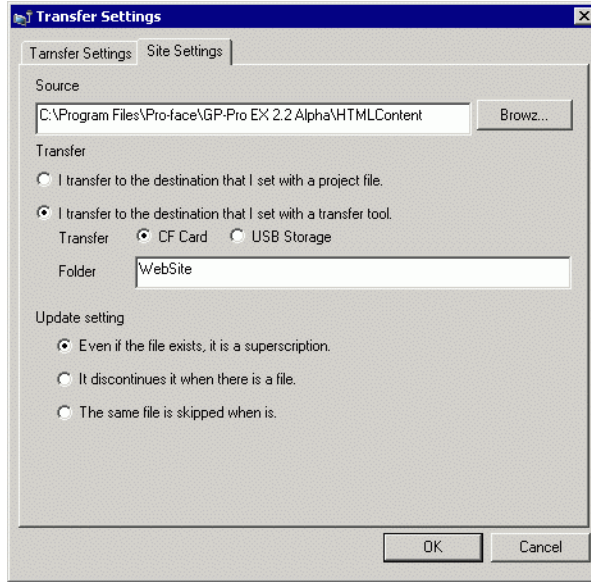 Transfer Settings
Tarnsfer Settings
Site Settings
Source
C:\Program Files\Pro-face\GP-Pro EX 2.2 Alpha\HTMLContent
Browz...
Transfer
I transfer to the destination that I set with a project file.
I transfer to the destination that I set with a transfer tool.
Transfer CF Card USB Storage
Folder WebSite
Update setting
Even if the file exists, it is a superscription.
It discontinues it when there is a file.
The same file is skipped when is.
OK Cancel